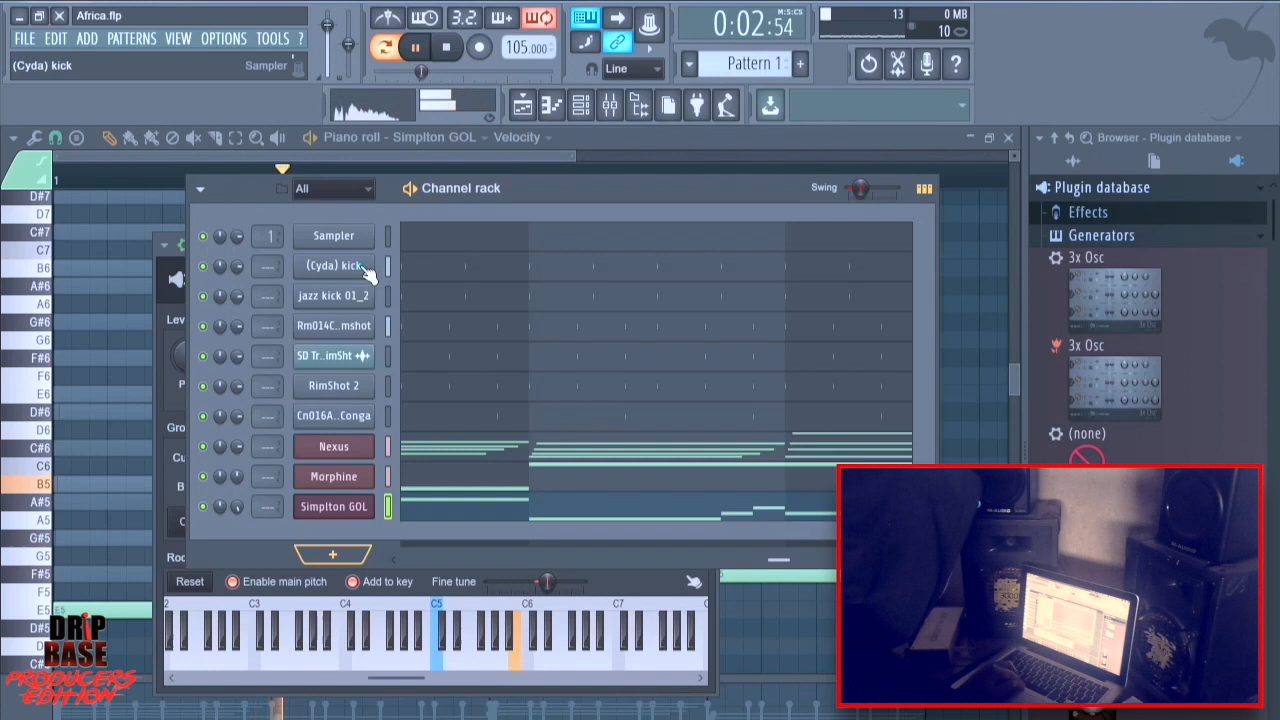 Africa.flp
FILE EDIT ADD PATTERNS VIEW OPTIONS TOOLS ?
(Cyda) kick
Sampler
3.2.
105.000
Line
0:02:54
M:S:CS
Pattern 1
13
0 MB
10
Piano roll - Simplton GOL
Velocity
Browser - Plugin database
1
All
Channel rack
Swing
Plugin database
Effects
Generators
3x Osc
3x Osc
(none)
1
Sampler
(Cyda) kick
jazz kick 01_2
Rm014C..mshot
SD Tr..imSht
RimShot 2
Cn016A..Conga
Nexus
Morphine
Simplton GOL
D#7
D7
C#7
C7
B6
A#6
A6
G#6
G6
F#6
F6
E6
D#6
D6
C#6
C6
B5
A#5
A5
G#5
G5
F#5
F5
E5
E5
D#5
Reset
Enable main pitch
Add to key
Fine tune
2
C3
C4
C5
C6
C7
DRiP
BASE
PRODUCERS
EDITION
M-AUDIO